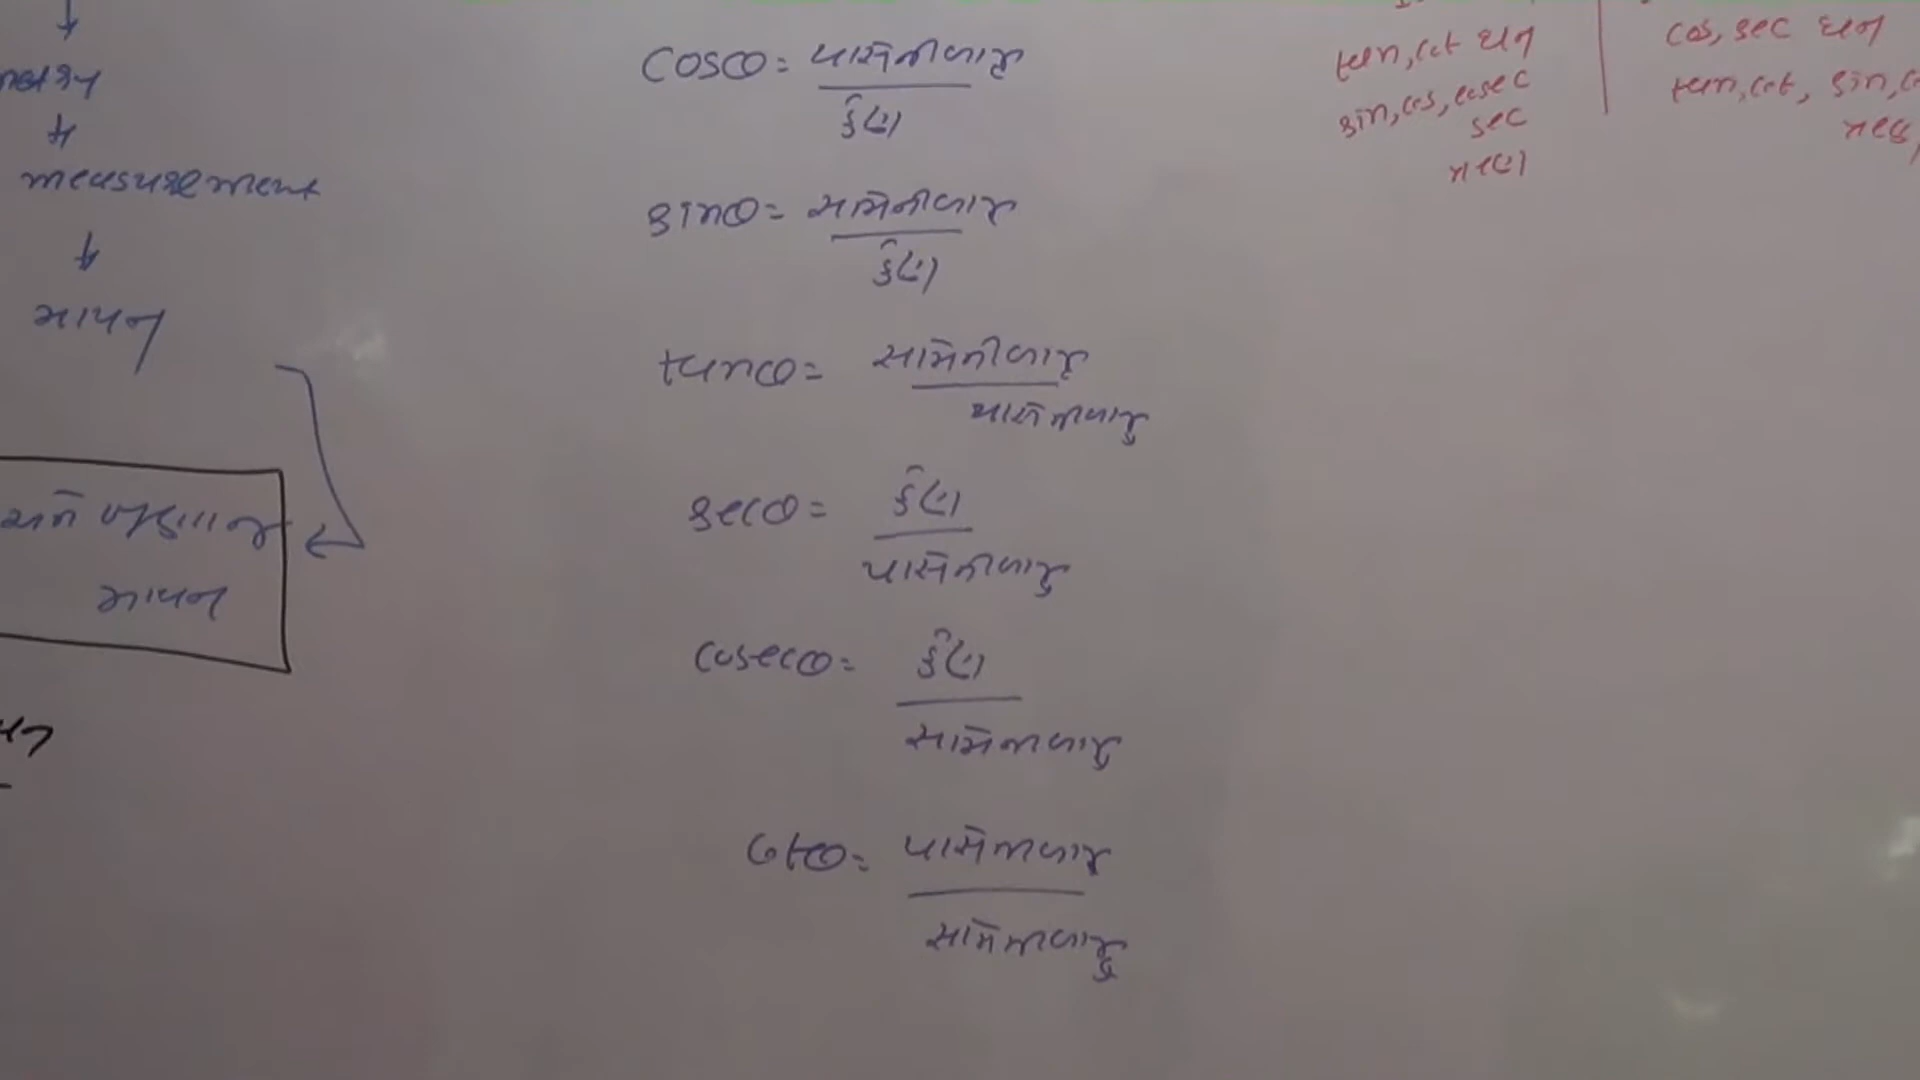 measurement
માપન
માપન
cosθ = પાસેનીબાજુ
કર્ણ
sinθ = સામેનીબાજુ
કર્ણ
tanθ = સામેનીબાજુ
પાસેનીબાજુ
secθ = કર્ણ
પાસેનીબાજુ
cosecθ = કર્ણ
સામેનીબાજુ
cotθ = પાસેનીબાજુ
સામેનીબાજુ
tan, cot ધન
sin, cos, cosec
sec
ઋણ
cos, sec ધન
tan, cot, sin,
ઋણ